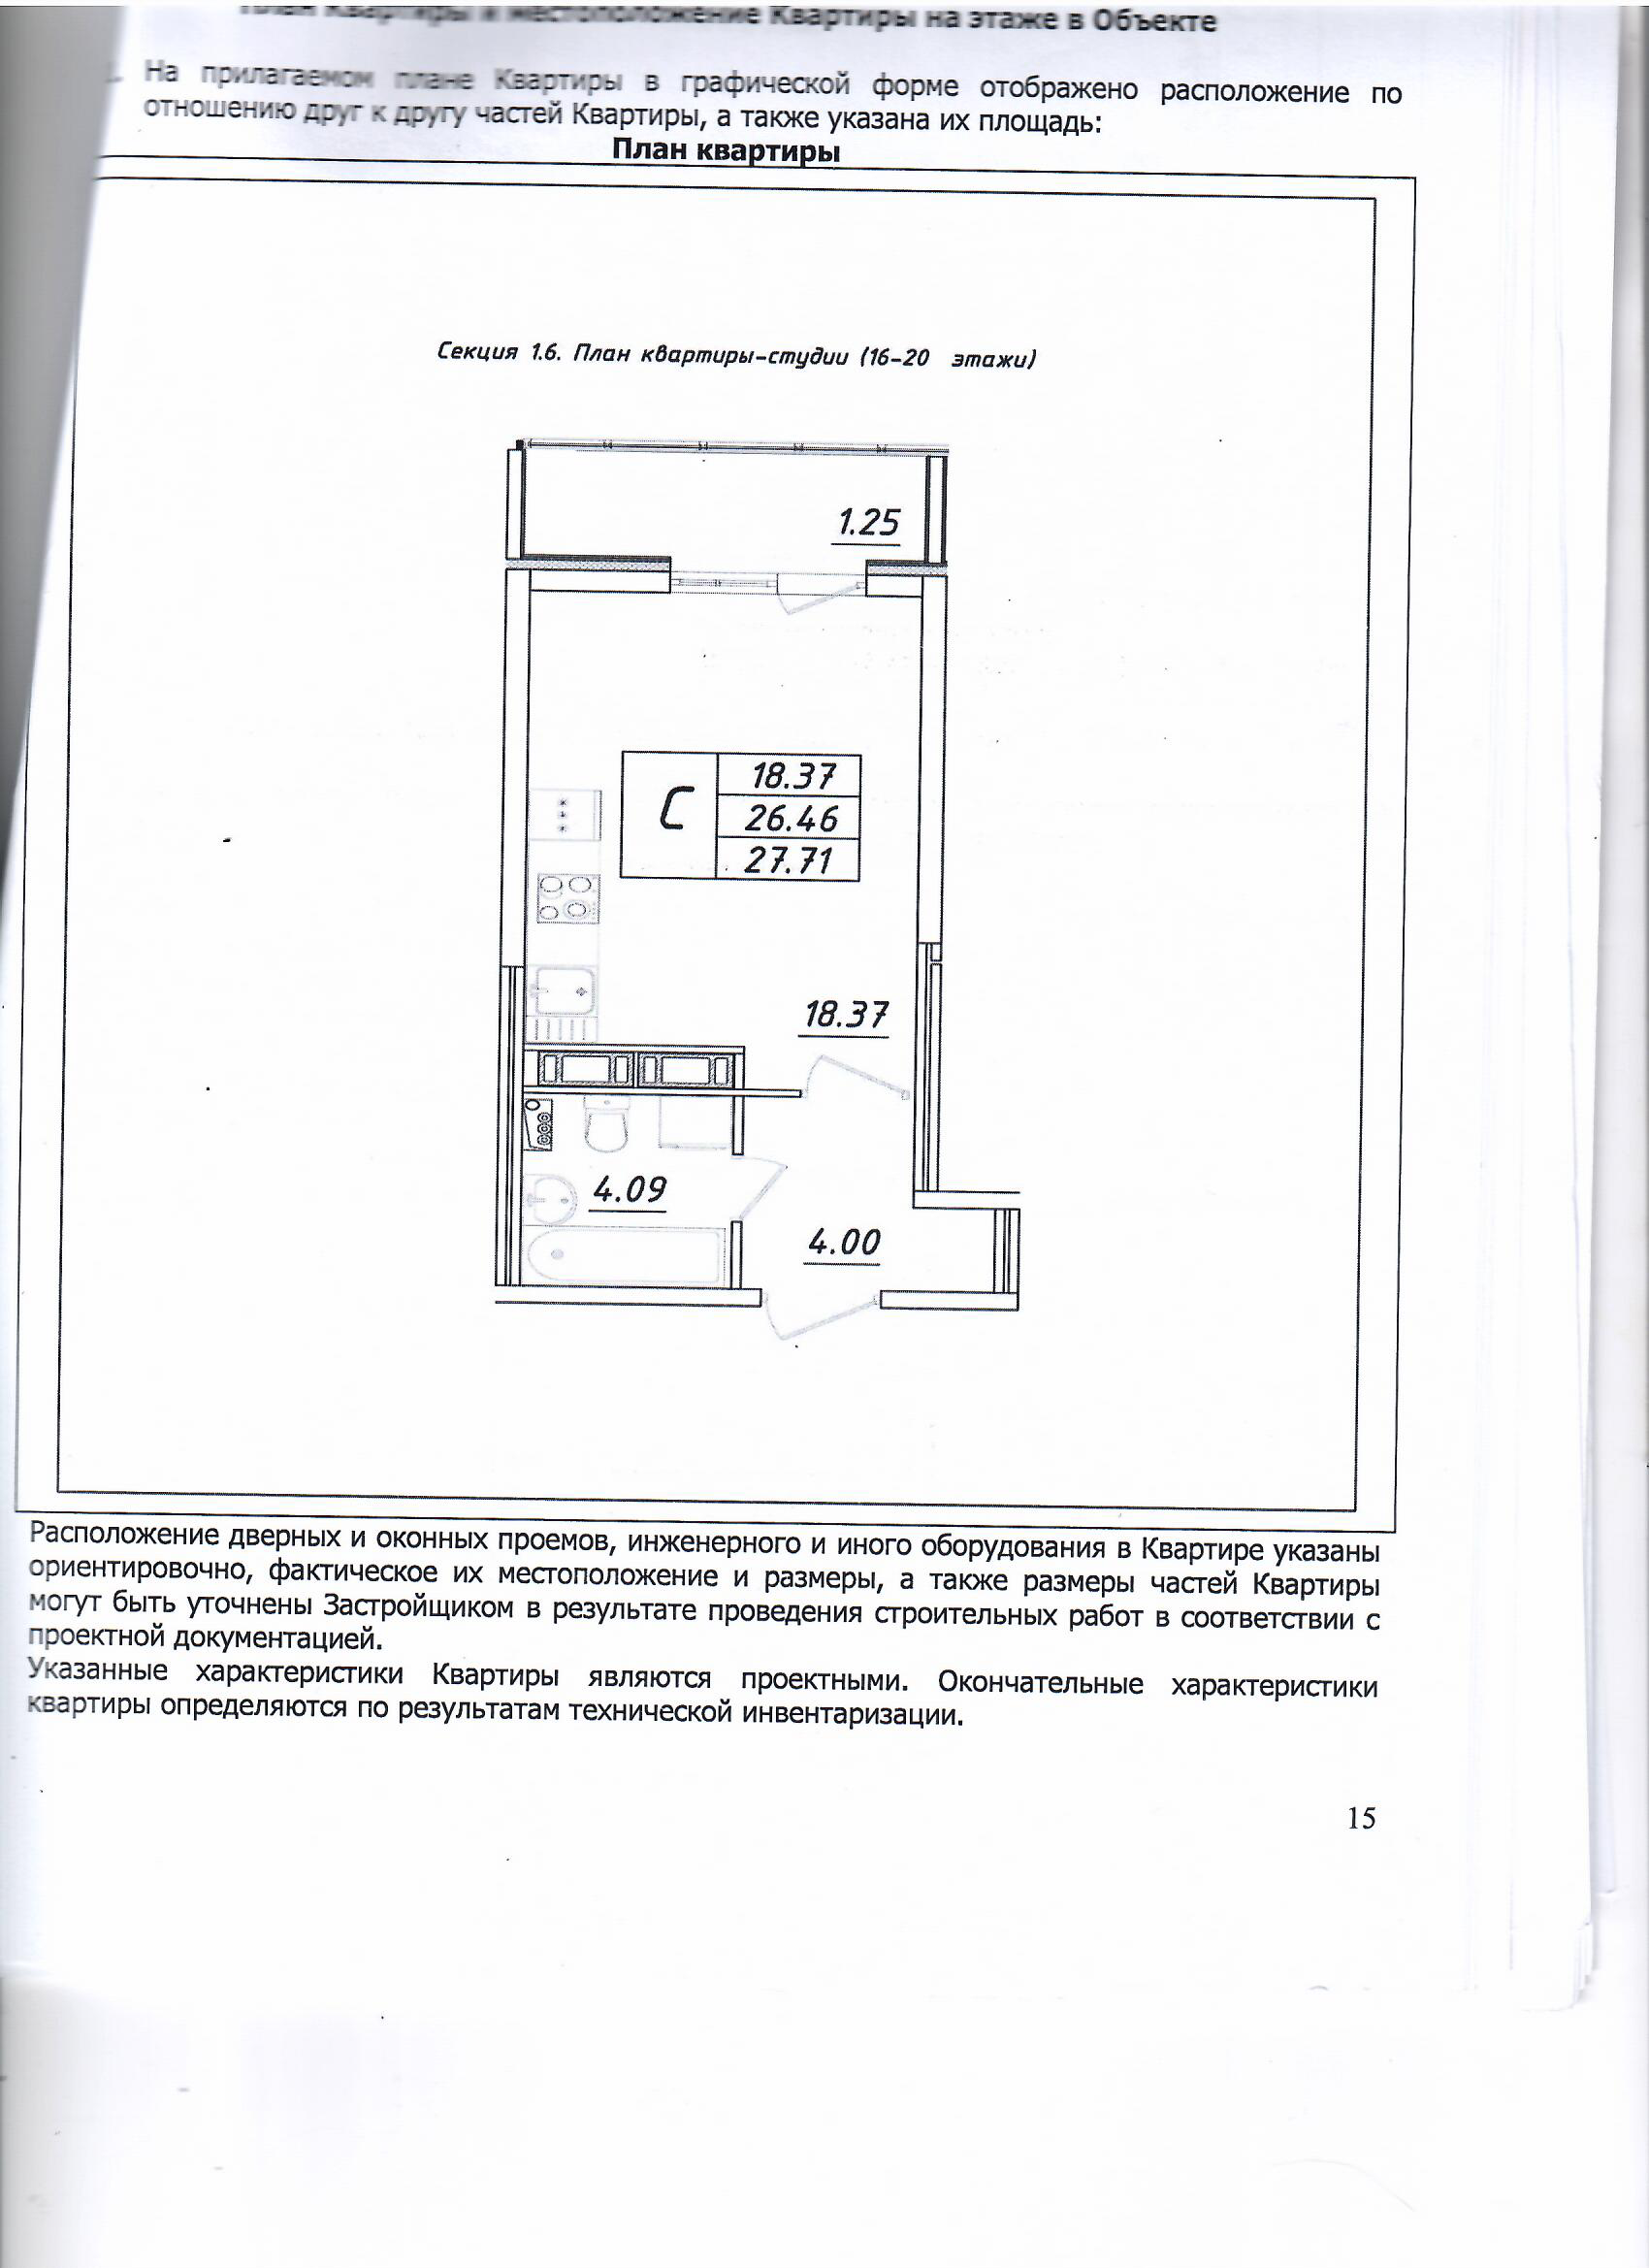 План Квартиры и местоположение Квартиры на этаже в Объекте
На прилагаемом плане Квартиры в графической форме отображено расположение по
отношению друг к другу частей Квартиры, а также указана их площадь:
План квартиры
Секция 1.6. План квартиры-студии (16-20 этажи)
1.25
С
18.37
26.46
27.71
18.37
4.09
4.00
Расположение дверных и оконных проемов, инженерного и иного оборудования в Квартире указаны
ориентировочно, фактическое их местоположение и размеры, а также размеры частей Квартиры
могут быть уточнены Застройщиком в результате проведения строительных работ в соответствии с
проектной документацией.
Указанные характеристики Квартиры являются проектными. Окончательные характеристики
квартиры определяются по результатам технической инвентаризации.
15